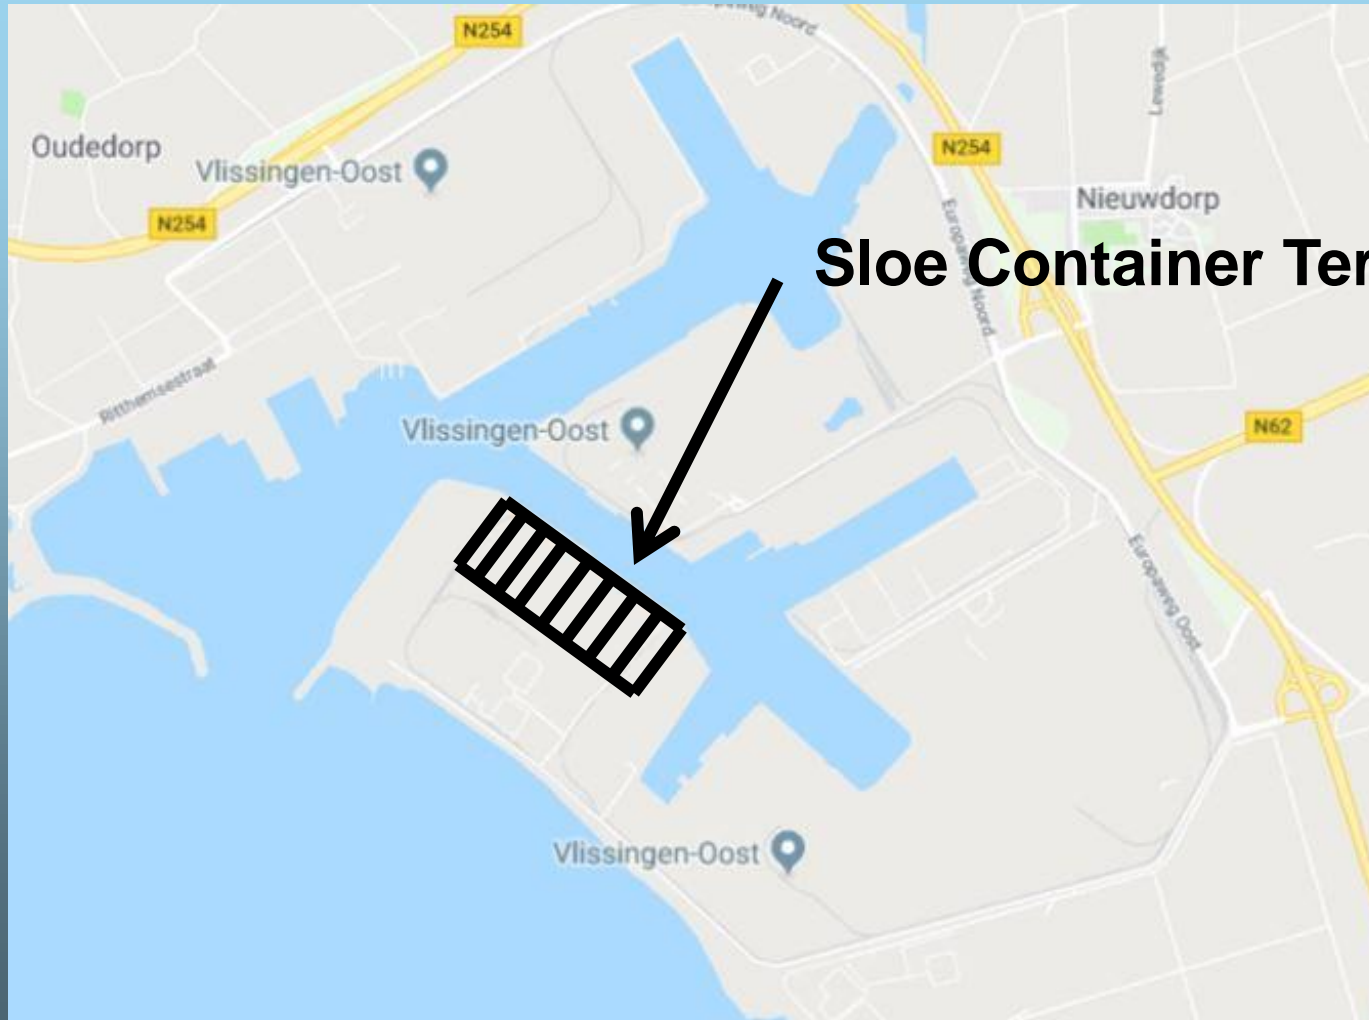 N254
Noord
Oudedorp
Vlissingen-Oost
N254
Lewedijk
N254
Nieuwdorp
Europaweg Noord
Sloe Container Ter
Ritthemsestraat
Vlissingen-Oost
N62
Europaweg Oost
Vlissingen-Oost